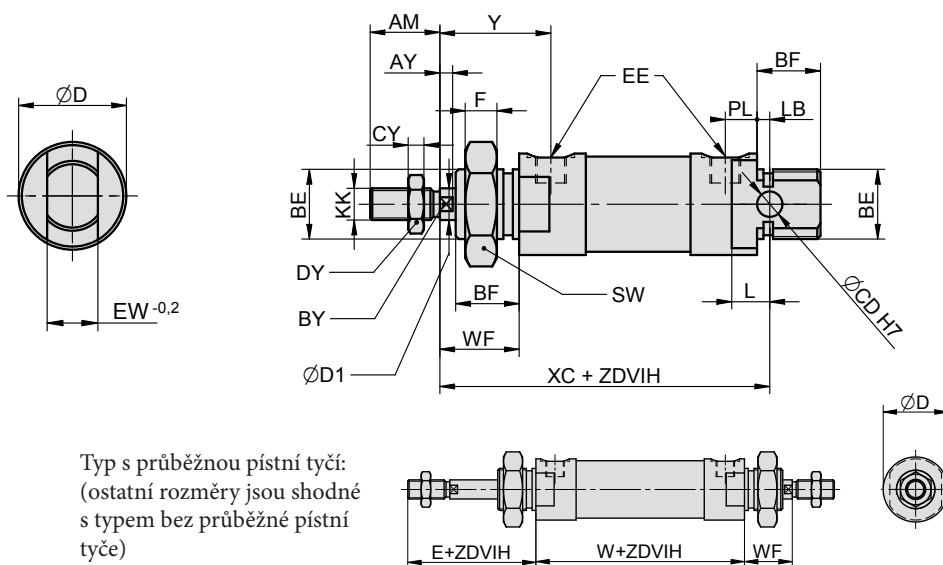 AM
Y
AY
F
EE
BF
PL
LB
ØD
CY
BE
KK
BE
DY
BF
SW
L
ØCD H7
EW -0,2
BY
WF
ØD1
XC + ZDVIH
ØD
Typ s průběžnou pístní tyčí:
(ostatní rozměry jsou shodné
s typem bez průběžné pístní
tyče)
E+ZDVIH
W+ZDVIH
WF